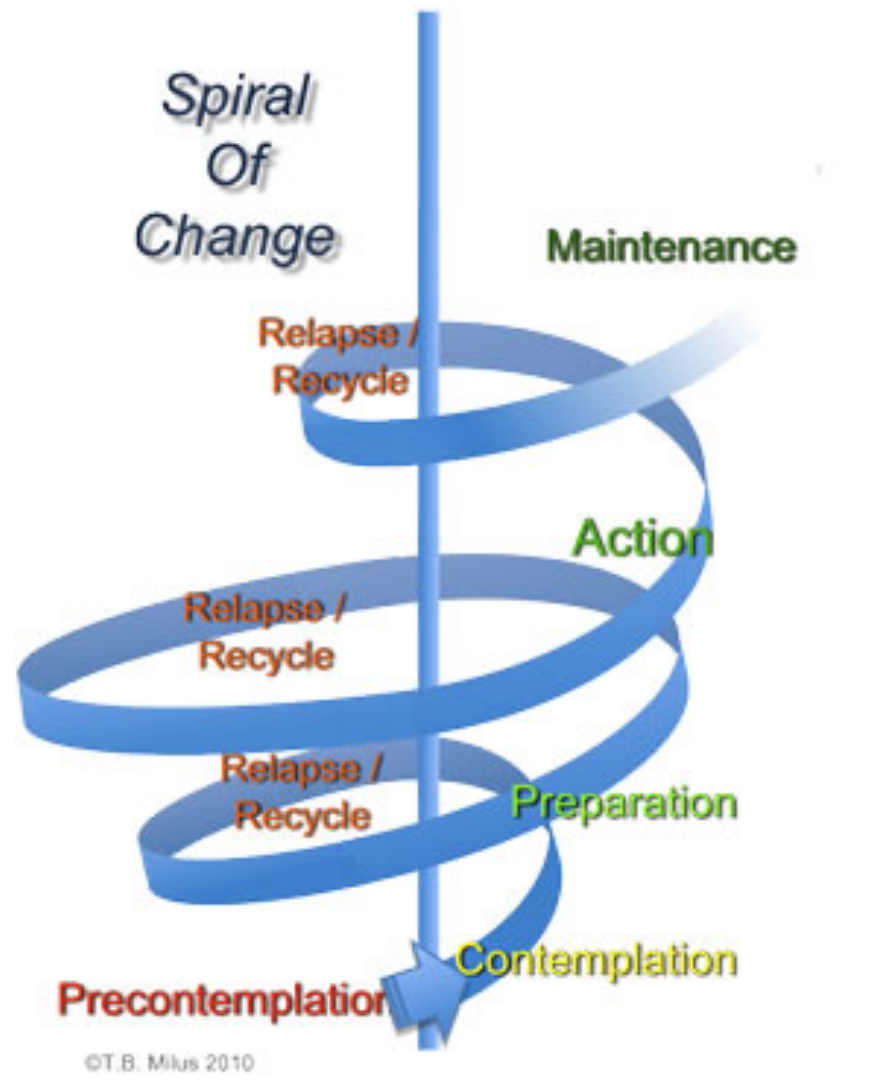 Spiral
Of
Change
Maintenance
Relapse /
Recycle
Action
Relapse /
Recycle
Relapse /
Recycle
Preparation
Contemplation
Precontemplation
©T.B. Milus 2010